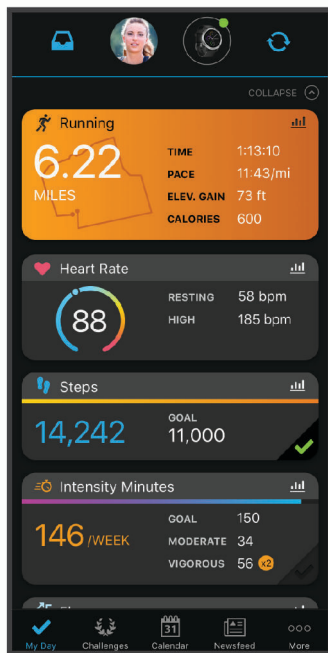 COLLAPSE
Running
6.22
MILES
TIME 1:13:10
PACE 11:43/mi
ELEV. GAIN 73 ft
CALORIES 600
Heart Rate
88
RESTING 58 bpm
HIGH 185 bpm
Steps
14,242
GOAL
11,000
Intensity Minutes
146 /WEEK
GOAL 150
MODERATE 34
VIGOROUS 56 x2
31
My Day Challenges Calendar Newsfeed More